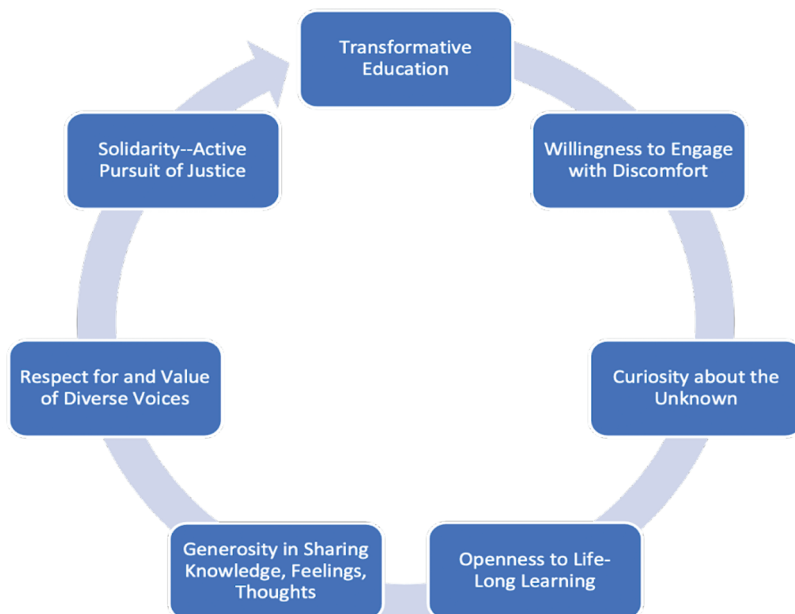 Transformative
Education
Willingness to Engage
with Discomfort
Curiosity about the
Unknown
Openness to Life-
Long Learning
Generosity in Sharing
Knowledge, Feelings,
Thoughts
Respect for and Value
of Diverse Voices
Solidarity--Active
Pursuit of Justice